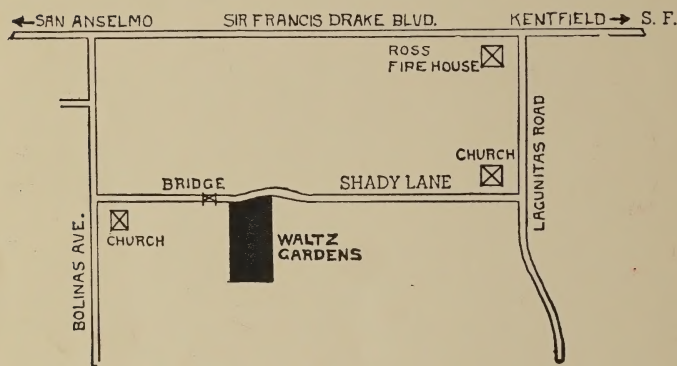 SAN ANSELMO SIR FRANCIS DRAKE BLVD. KENTFIELD S. F.
ROSS
FIRE HOUSE
LAGUNITAS ROAD
CHURCH
BRIDGE
SHADY LANE
CHURCH
WALTZ
GARDENS
BOLINAS AVE.